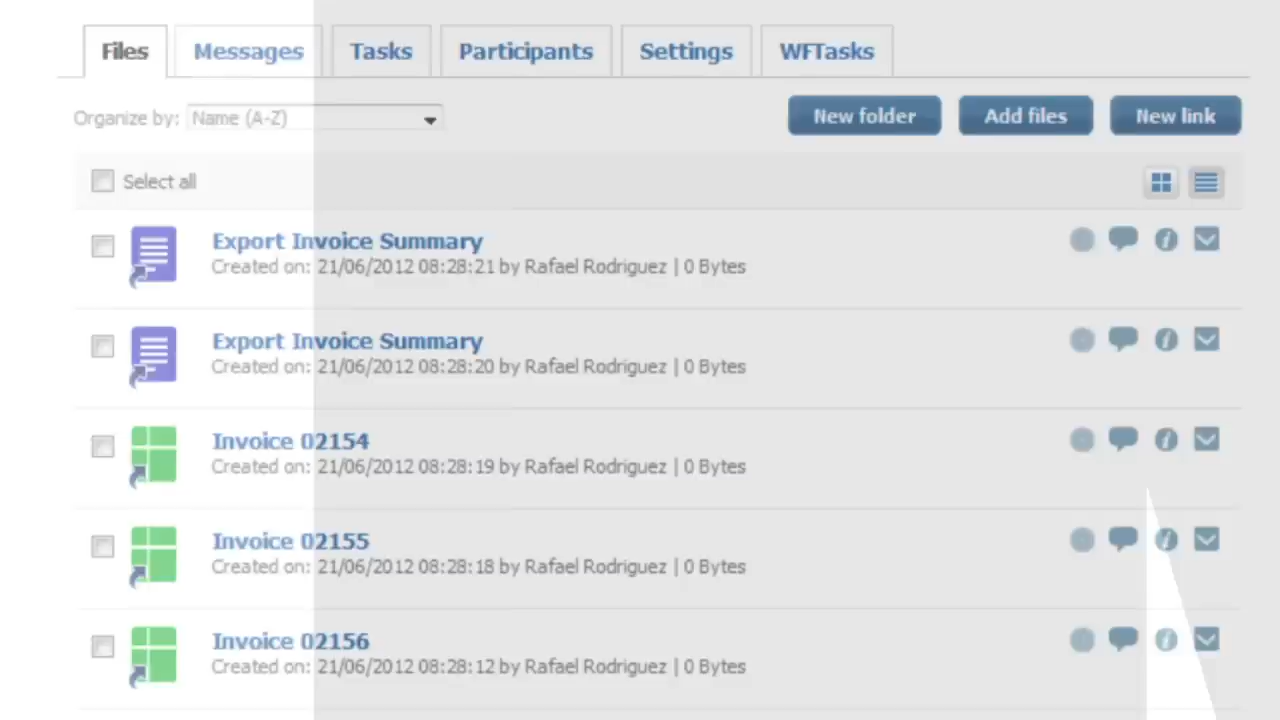 Files Messages Tasks Participants Settings WFTasks
Organize by: Name (A-Z) New folder Add files New link
Select all
Export Invoice Summary
Created on: 21/06/2012 08:28:21 by Rafael Rodriguez | 0 Bytes
Export Invoice Summary
Created on: 21/06/2012 08:28:20 by Rafael Rodriguez | 0 Bytes
Invoice 02154
Created on: 21/06/2012 08:28:19 by Rafael Rodriguez | 0 Bytes
Invoice 02155
Created on: 21/06/2012 08:28:18 by Rafael Rodriguez | 0 Bytes
Invoice 02156
Created on: 21/06/2012 08:28:12 by Rafael Rodriguez | 0 Bytes